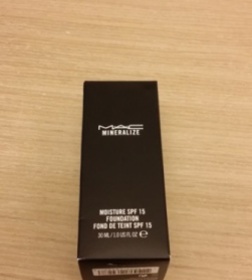 MAC
MINERALIZE
MOISTURE SPF 15
FOUNDATION
FOND DE TEINT SPF 15
30 ML / 1.0 US FL OZ e